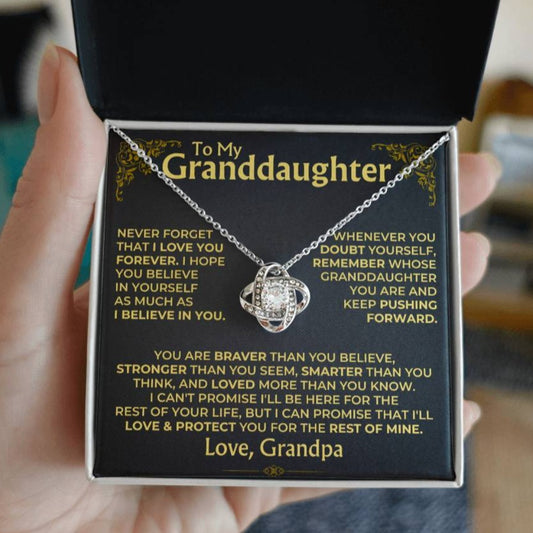 To My
Granddaughter
NEVER FORGET
THAT I LOVE YOU
FOREVER. I HOPE
YOU BELIEVE
IN YOURSELF
AS MUCH AS
I BELIEVE IN YOU.
WHENEVER YOU
DOUBT YOURSELF,
REMEMBER WHOSE
GRANDDAUGHTER
YOU ARE AND
KEEP PUSHING
FORWARD.
YOU ARE BRAVER THAN YOU BELIEVE,
STRONGER THAN YOU SEEM, SMARTER THAN YOU
THINK, AND LOVED MORE THAN YOU KNOW.
I CAN'T PROMISE I'LL BE HERE FOR THE
REST OF YOUR LIFE, BUT I CAN PROMISE THAT I'LL
LOVE & PROTECT YOU FOR THE REST OF MINE.
Love, Grandpa